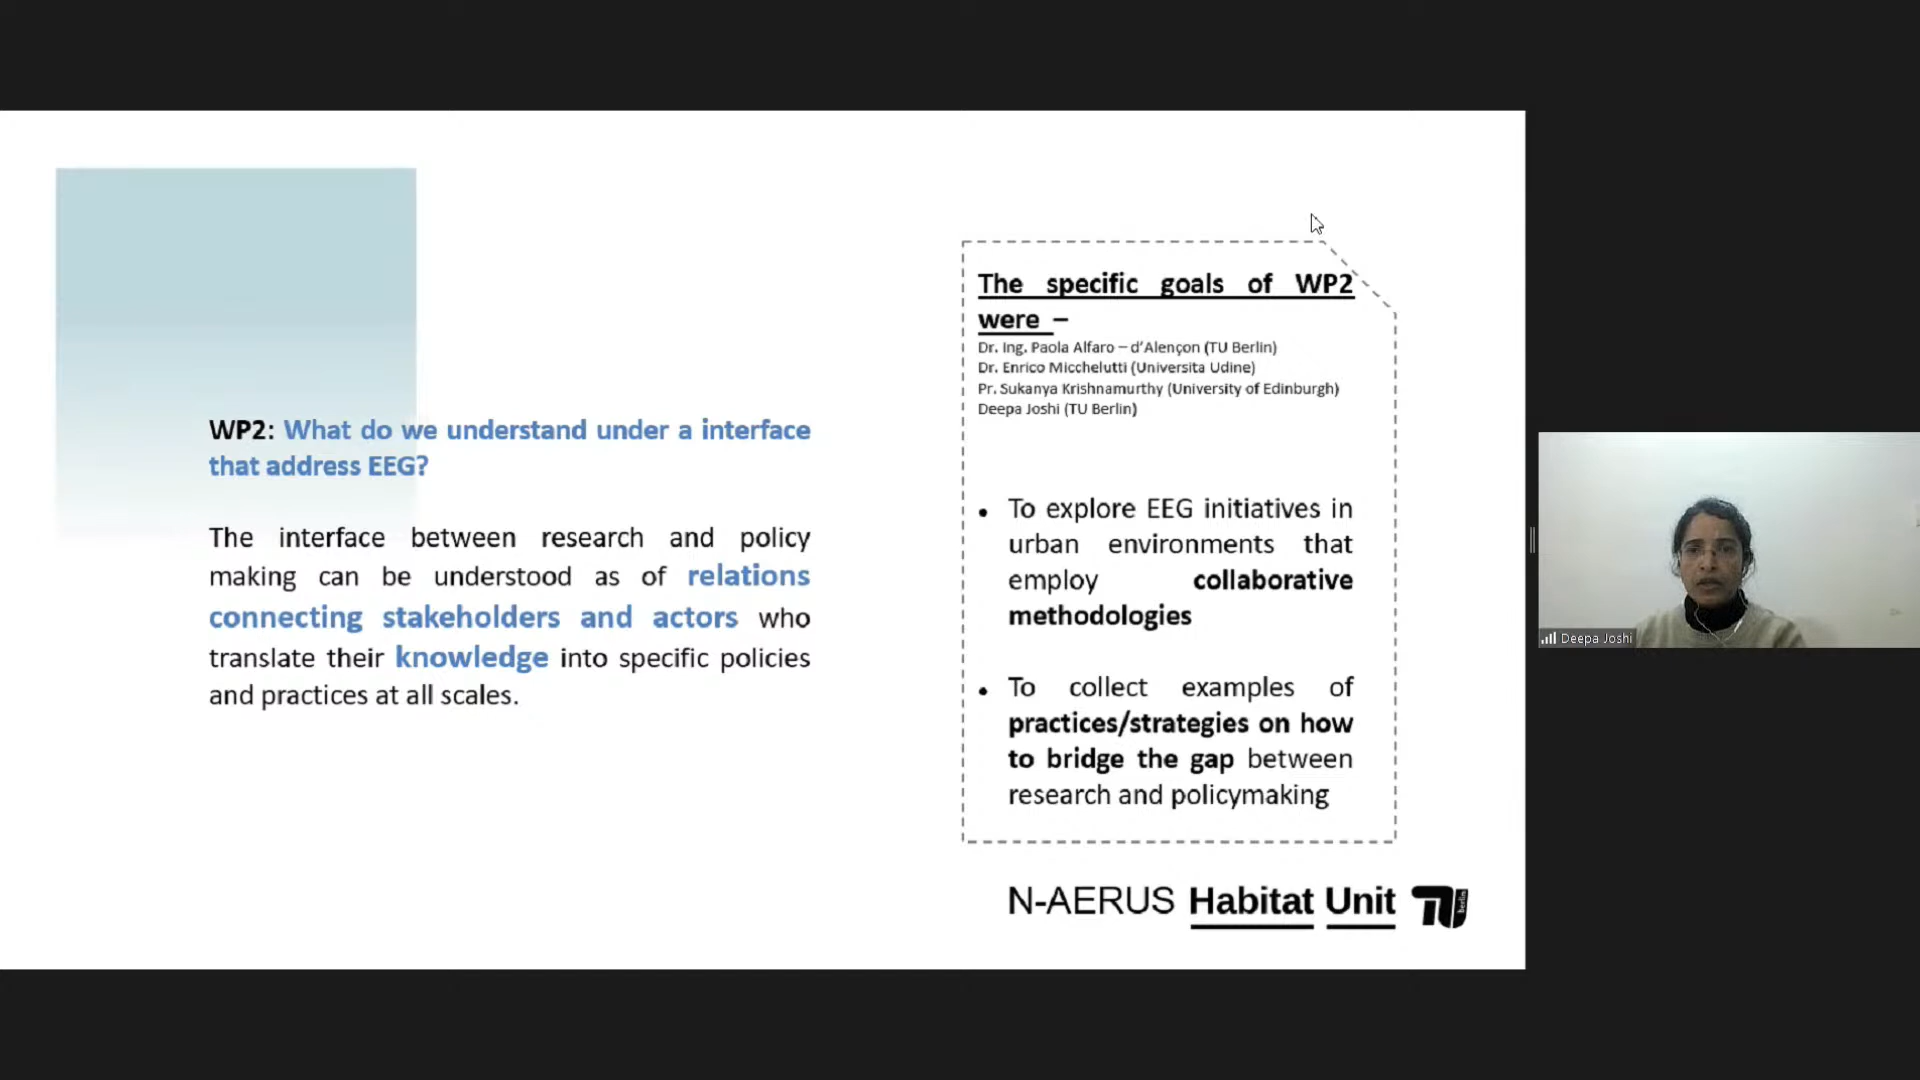 WP2: What do we understand under a interface
that address EEG?
The interface between research and policy
making can be understood as of relations
connecting stakeholders and actors who
translate their knowledge into specific policies
and practices at all scales.
The specific goals of WP2
were –
Dr. Ing. Paola Alfaro – d'Alençon (TU Berlin)
Dr. Enrico Micchelutti (Universita Udine)
Pr. Sukanya Krishnamurthy (University of Edinburgh)
Deepa Joshi (TU Berlin)
• To explore EEG initiatives in
urban environments that
employ collaborative
methodologies
• To collect examples of
practices/strategies on how
to bridge the gap between
research and policymaking
N-AERUS Habitat Unit TU berlin
Deepa Joshi